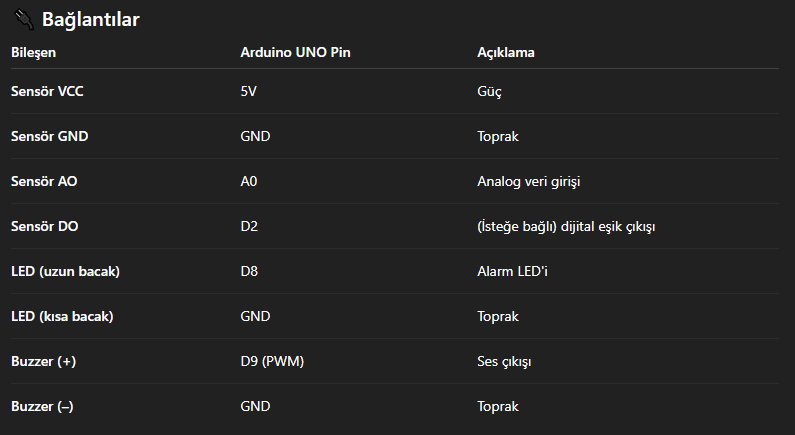 Bağlantılar
Bileşen Arduino UNO Pin Açıklama
Sensör VCC 5V Güç
Sensör GND GND Toprak
Sensör AO A0 Analog veri girişi
Sensör DO D2 (İsteğe bağlı) dijital eşik çıkışı
LED (uzun bacak) D8 Alarm LED'i
LED (kısa bacak) GND Toprak
Buzzer (+) D9 (PWM) Ses çıkışı
Buzzer (–) GND Toprak